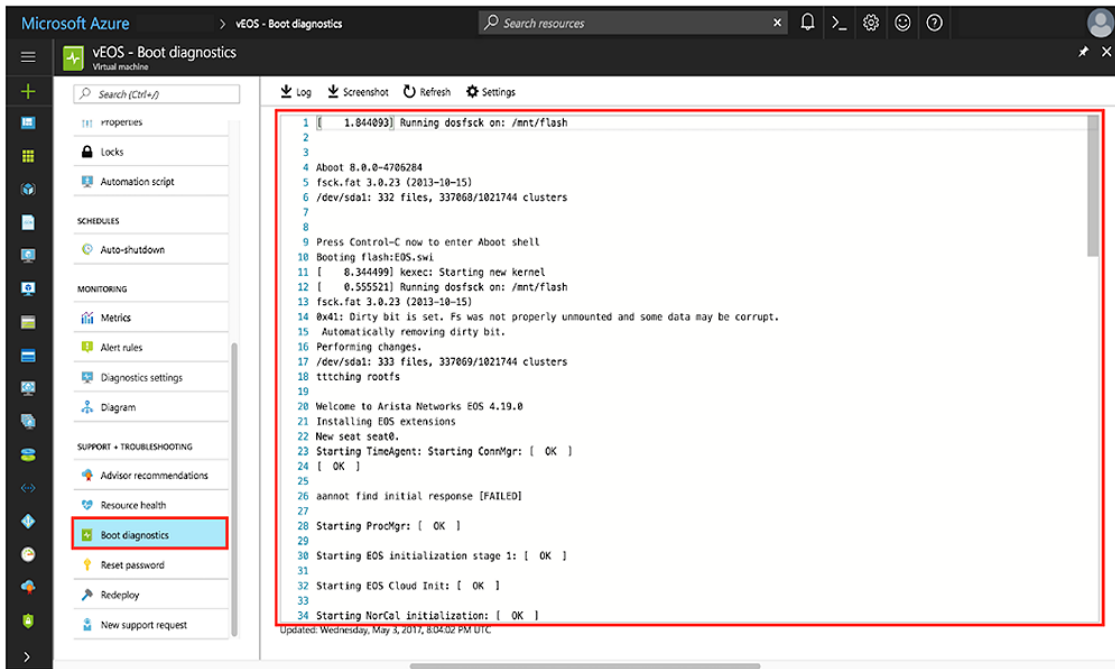 Microsoft Azure
> vEOS - Boot diagnostics
Search resources
vEOS - Boot diagnostics
Virtual machine
Search (Ctrl+/)
Properties
Locks
Automation script
SCHEDULES
Auto-shutdown
MONITORING
Metrics
Alert rules
Diagnostics settings
Diagram
SUPPORT + TROUBLESHOOTING
Advisor recommendations
Resource health
Boot diagnostics
Reset password
Redeploy
New support request
Log Screenshot Refresh Settings
1 [    1.844093] Running dosfsck on: /mnt/flash
2
3
4 Aboot 8.0.0-4706284
5 fsck.fat 3.0.23 (2013-10-15)
6 /dev/sda1: 332 files, 337068/1021744 clusters
7
8
9 Press Control-C now to enter Aboot shell
10 Booting flash:EOS.swi
11 [    8.344499] kexec: Starting new kernel
12 [    0.555521] Running dosfsck on: /mnt/flash
13 fsck.fat 3.0.23 (2013-10-15)
14 0x41: Dirty bit is set. Fs was not properly unmounted and some data may be corrupt.
15  Automatically removing dirty bit.
16 Performing changes.
17 /dev/sda1: 333 files, 337069/1021744 clusters
18 tttching rootfs
19
20 Welcome to Arista Networks EOS 4.19.0
21 Installing EOS extensions
22 New seat seat0.
23 Starting TimeAgent: Starting ConnMgr: [  OK  ]
24 [  OK  ]
25
26 aannot find initial response [FAILED]
27
28 Starting ProcMgr: [  OK  ]
29
30 Starting EOS initialization stage 1: [  OK  ]
31
32 Starting EOS Cloud Init: [  OK  ]
33
34 Starting NorCal initialization: [  OK  ]
Updated: Wednesday, May 3, 2017, 8:04:02 PM UTC